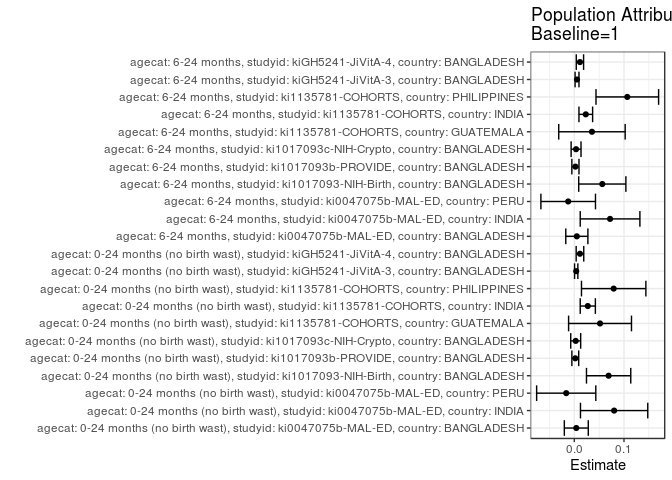 Population Attribu
Baseline=1
agecat: 6-24 months, studyid: kiGH5241-JiVitA-4, country: BANGLADESH
agecat: 6-24 months, studyid: kiGH5241-JiVitA-3, country: BANGLADESH
agecat: 6-24 months, studyid: ki1135781-COHORTS, country: PHILIPPINES
agecat: 6-24 months, studyid: ki1135781-COHORTS, country: INDIA
agecat: 6-24 months, studyid: ki1135781-COHORTS, country: GUATEMALA
agecat: 6-24 months, studyid: ki1017093c-NIH-Crypto, country: BANGLADESH
agecat: 6-24 months, studyid: ki1017093b-PROVIDE, country: BANGLADESH
agecat: 6-24 months, studyid: ki1017093-NIH-Birth, country: BANGLADESH
agecat: 6-24 months, studyid: ki0047075b-MAL-ED, country: PERU
agecat: 6-24 months, studyid: ki0047075b-MAL-ED, country: INDIA
agecat: 6-24 months, studyid: ki0047075b-MAL-ED, country: BANGLADESH
agecat: 0-24 months (no birth wast), studyid: kiGH5241-JiVitA-4, country: BANGLADESH
agecat: 0-24 months (no birth wast), studyid: kiGH5241-JiVitA-3, country: BANGLADESH
agecat: 0-24 months (no birth wast), studyid: ki1135781-COHORTS, country: PHILIPPINES
agecat: 0-24 months (no birth wast), studyid: ki1135781-COHORTS, country: INDIA
agecat: 0-24 months (no birth wast), studyid: ki1135781-COHORTS, country: GUATEMALA
agecat: 0-24 months (no birth wast), studyid: ki1017093c-NIH-Crypto, country: BANGLADESH
agecat: 0-24 months (no birth wast), studyid: ki1017093b-PROVIDE, country: BANGLADESH
agecat: 0-24 months (no birth wast), studyid: ki1017093-NIH-Birth, country: BANGLADESH
agecat: 0-24 months (no birth wast), studyid: ki0047075b-MAL-ED, country: PERU
agecat: 0-24 months (no birth wast), studyid: ki0047075b-MAL-ED, country: INDIA
agecat: 0-24 months (no birth wast), studyid: ki0047075b-MAL-ED, country: BANGLADESH
0.0 0.1
Estimate